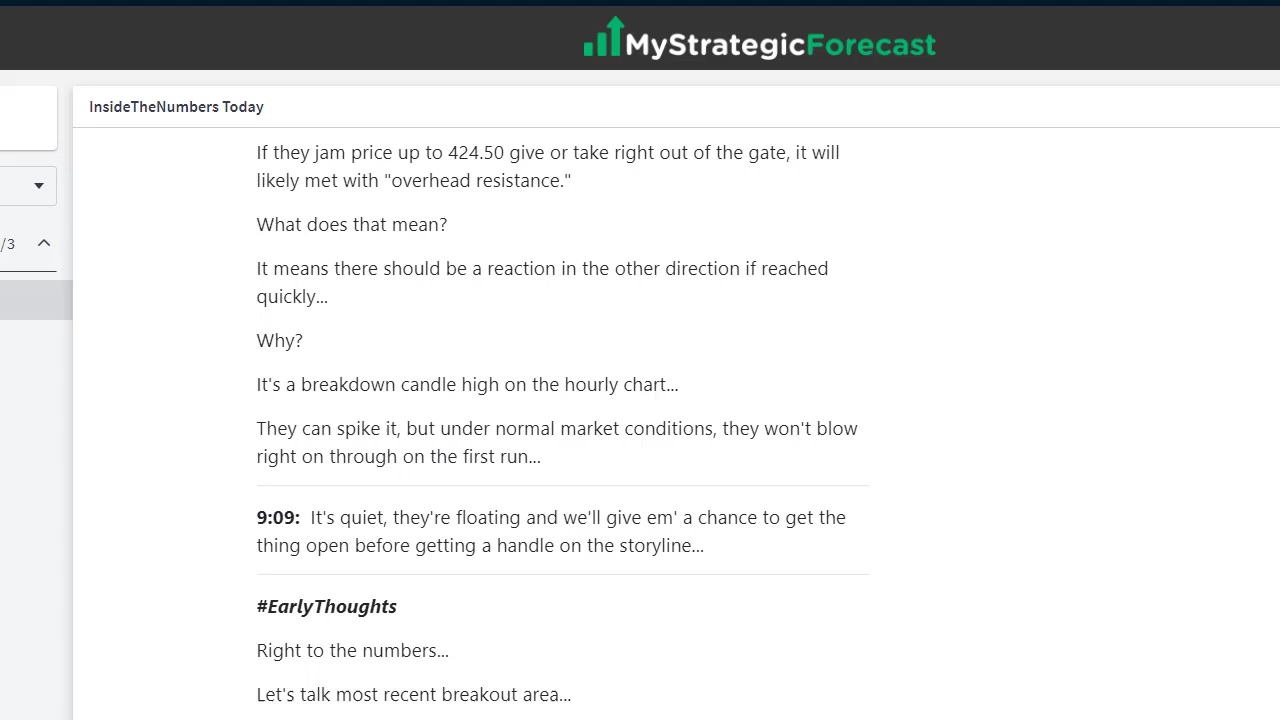 MyStrategicForecast
InsideTheNumbers Today
/3
If they jam price up to 424.50 give or take right out of the gate, it will
likely met with "overhead resistance."
What does that mean?
It means there should be a reaction in the other direction if reached
quickly...
Why?
It's a breakdown candle high on the hourly chart...
They can spike it, but under normal market conditions, they won't blow
right on through on the first run...
9:09: It's quiet, they're floating and we'll give em' a chance to get the
thing open before getting a handle on the storyline...
#EarlyThoughts
Right to the numbers...
Let's talk most recent breakout area...